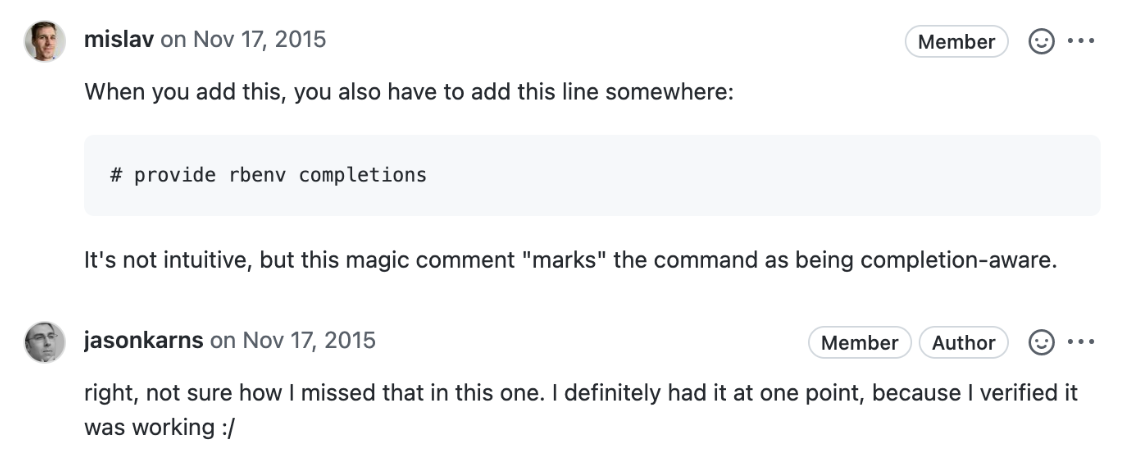 mislav on Nov 17, 2015 Member
When you add this, you also have to add this line somewhere:
# provide rbenv completions
It's not intuitive, but this magic comment "marks" the command as being completion-aware.
jasonkarns on Nov 17, 2015 Member Author
right, not sure how I missed that in this one. I definitely had it at one point, because I verified it
was working :/